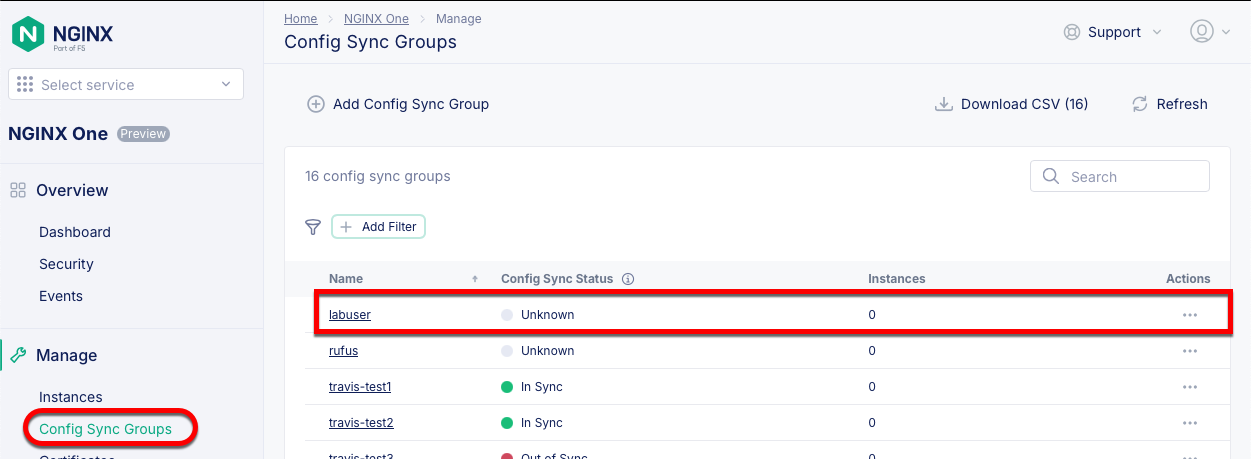 NGINX
Part of F5
Select service
NGINX One Preview
Overview
Dashboard
Security
Events
Manage
Instances
Config Sync Groups
Certificates
Home > NGINX One > Manage
Config Sync Groups
Support
Add Config Sync Group
Download CSV (16)
Refresh
16 config sync groups
Search
Add Filter
Name Config Sync Status Instances Actions
labuser Unknown 0
rufus Unknown 0
travis-test1 In Sync 0
travis-test2 In Sync 0
travis-test3 Out of Sync 0